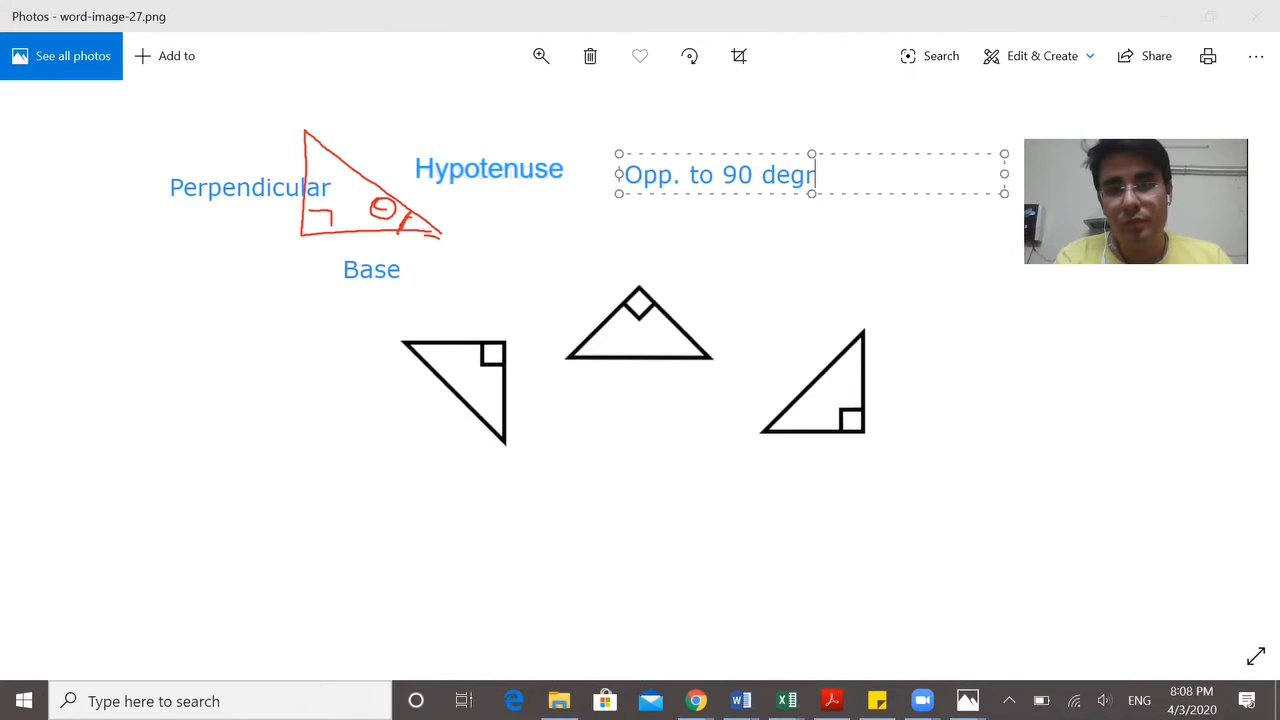 Photos - word-image-27.png
See all photos
Add to
Search
Edit & Create
Share
Hypotenuse
Opp. to 90 degr
Perpendicular
θ
Base
Type here to search
ENG
8:08 PM
4/3/2020